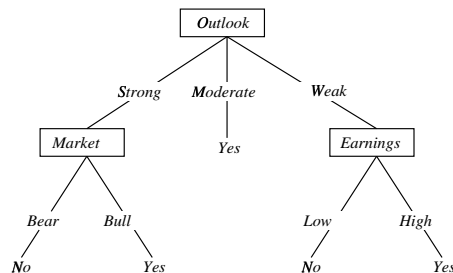 Outlook
Strong Moderate Weak
Market Yes Earnings
Bear Bull Low High
No Yes No Yes